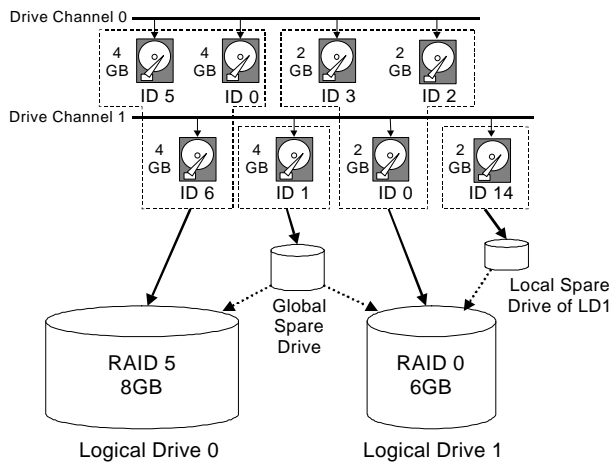 Drive Channel 0
4 GB
4 GB
2 GB
2 GB
ID 5
ID 0
ID 3
ID 2
Drive Channel 1
4 GB
4 GB
2 GB
2 GB
ID 6
ID 1
ID 0
ID 14
Global
Spare
Drive
Local Spare
Drive of LD1
RAID 5
8GB
RAID 0
6GB
Logical Drive 0
Logical Drive 1